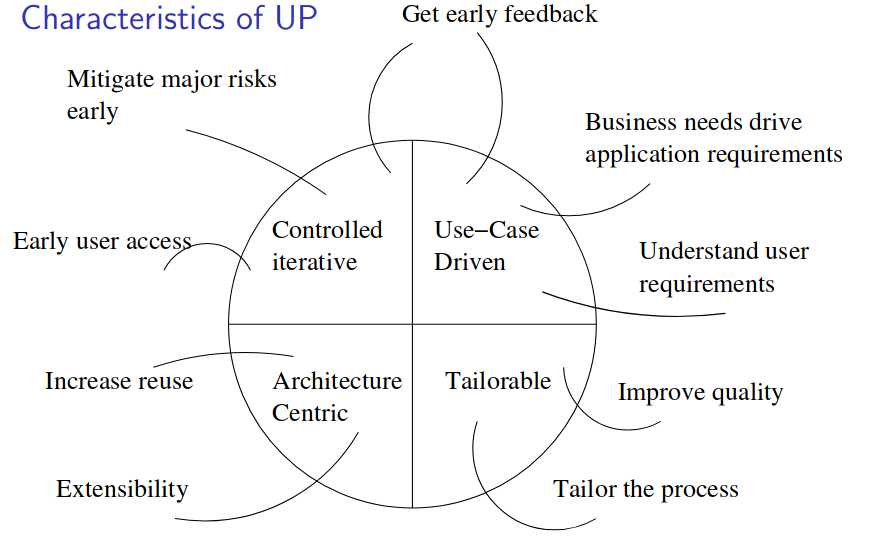 Characteristics of UP
Get early feedback
Mitigate major risks
early
Business needs drive
application requirements
Early user access
Controlled
iterative
Use−Case
Driven
Understand user
requirements
Increase reuse
Architecture
Centric
Tailorable
Improve quality
Extensibility
Tailor the process